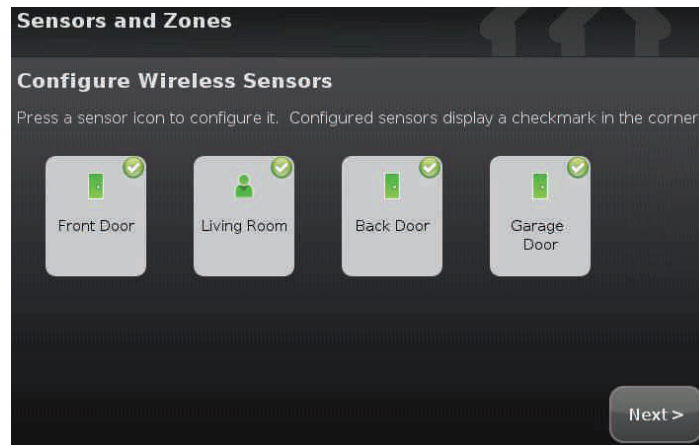 Sensors and Zones
Configure Wireless Sensors
Press a sensor icon to configure it.  Configured sensors display a checkmark in the corner
Front Door
Living Room
Back Door
Garage
Door
Next >